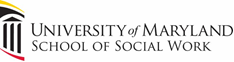 UNIVERSITY of MARYLAND
SCHOOL OF SOCIAL WORK